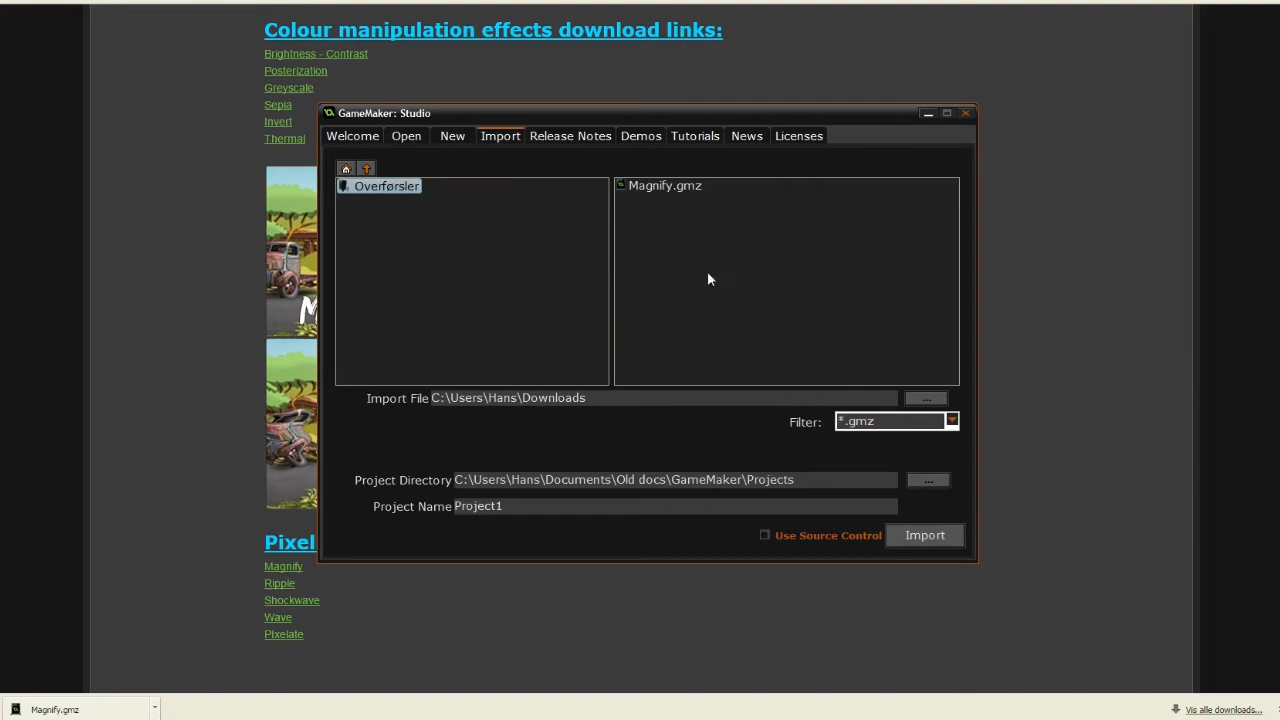 Colour manipulation effects download links:
Brightness - Contrast
Posterization
Greyscale
Sepia
Invert
Thermal
GameMaker: Studio
Welcome Open New Import Release Notes Demos Tutorials News Licenses
Overførsler
Magnify.gmz
Import File C:\Users\Hans\Downloads ...
Filter: *.gmz
Project Directory C:\Users\Hans\Documents\Old docs\GameMaker\Projects ...
Project Name Project1
Use Source Control Import
Pixel
Magnify
Ripple
Shockwave
Wave
PIxelate
Magnify.gmz
Vis alle downloads...